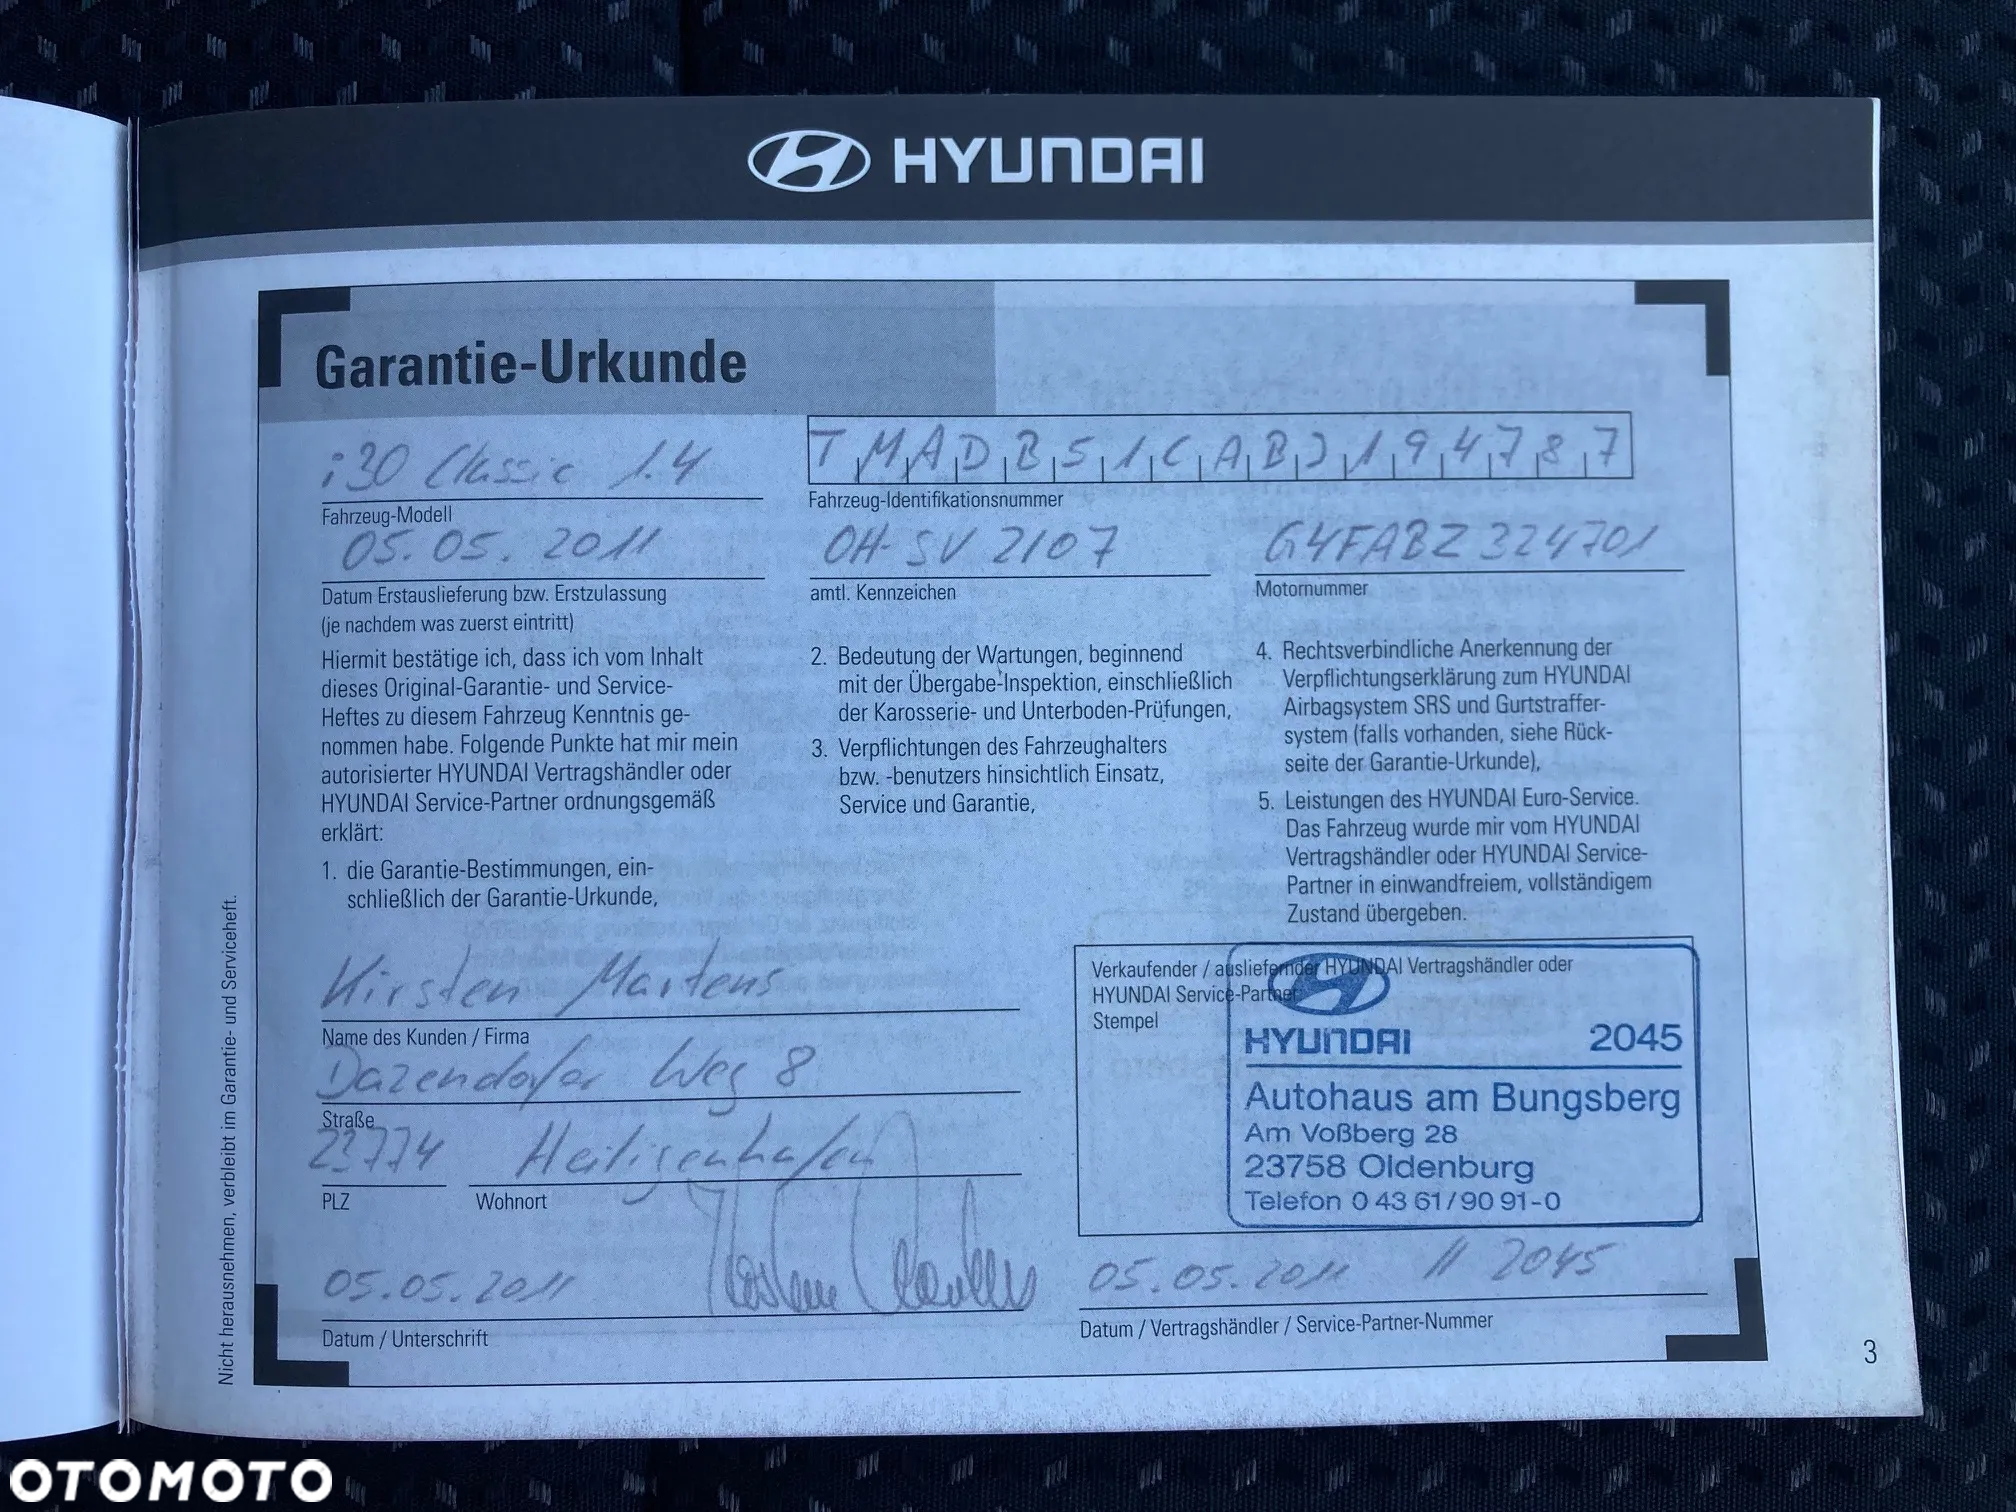 HYUNDAI
Garantie-Urkunde
i30 Classic 1.4
TMADB51CABJ194787
Fahrzeug-Modell
Fahrzeug-Identifikationsnummer
05.05.2011
OH-SV 2107
G4FABZ324701
Datum Erstauslieferung bzw. Erstzulassung
(je nachdem was zuerst eintritt)
amtl. Kennzeichen
Motornummer
Hiermit bestätige ich, dass ich vom Inhalt
dieses Original-Garantie- und Service-
Heftes zu diesem Fahrzeug Kenntnis ge-
nommen habe. Folgende Punkte hat mir mein
autorisierter HYUNDAI Vertragshändler oder
HYUNDAI Service-Partner ordnungsgemäß
erklärt:
1. die Garantie-Bestimmungen, ein-
schließlich der Garantie-Urkunde,
2. Bedeutung der Wartungen, beginnend
mit der Übergabe-Inspektion, einschließlich
der Karosserie- und Unterboden-Prüfungen,
3. Verpflichtungen des Fahrzeughalters
bzw. -benutzers hinsichtlich Einsatz,
Service und Garantie,
4. Rechtsverbindliche Anerkennung der
Verpflichtungserklärung zum HYUNDAI
Airbagsystem SRS und Gurtstraffer-
system (falls vorhanden, siehe Rück-
seite der Garantie-Urkunde),
5. Leistungen des HYUNDAI Euro-Service.
Das Fahrzeug wurde mir vom HYUNDAI
Vertragshändler oder HYUNDAI Service-
Partner in einwandfreiem, vollständigem
Zustand übergeben.
Kirsten Martens
Name des Kunden / Firma
Dazendorfer Weg 8
Straße
23774 Heiligenhafen
PLZ
Wohnort
05.05.2011
Datum / Unterschrift
Verkaufender / ausliefernder HYUNDAI Vertragshändler oder
HYUNDAI Service-Partner
Stempel
HYUNDAI 2045
Autohaus am Bungsberg
Am Voßberg 28
23758 Oldenburg
Telefon 0 43 61/90 91-0
05.05.2011 // 2045
Datum / Vertragshändler / Service-Partner-Nummer
Nicht herausnehmen, verbleibt im Garantie- und Serviceheft.
3
OTOMOTO